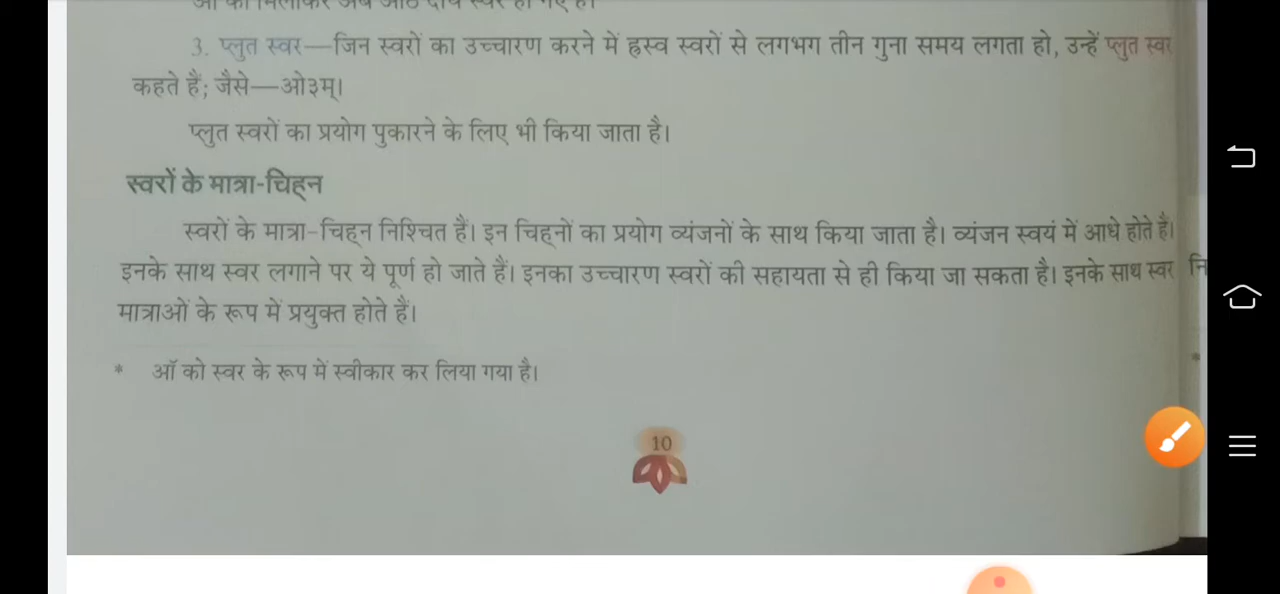 3. प्लुत स्वर—जिन स्वरों का उच्चारण करने में ह्रस्व स्वरों से लगभग तीन गुना समय लगता हो, उन्हें प्लुत स्वर
कहते हैं; जैसे—ओ३म्।
प्लुत स्वरों का प्रयोग पुकारने के लिए भी किया जाता है।
स्वरों के मात्रा-चिह्न
स्वरों के मात्रा-चिह्न निश्चित हैं। इन चिह्नों का प्रयोग व्यंजनों के साथ किया जाता है। व्यंजन स्वयं में आधे होते हैं।
इनके साथ स्वर लगाने पर ये पूर्ण हो जाते हैं। इनका उच्चारण स्वरों की सहायता से ही किया जा सकता है। इनके साथ स्वर
मात्राओं के रूप में प्रयुक्त होते हैं।
* ऑ को स्वर के रूप में स्वीकार कर लिया गया है।
10